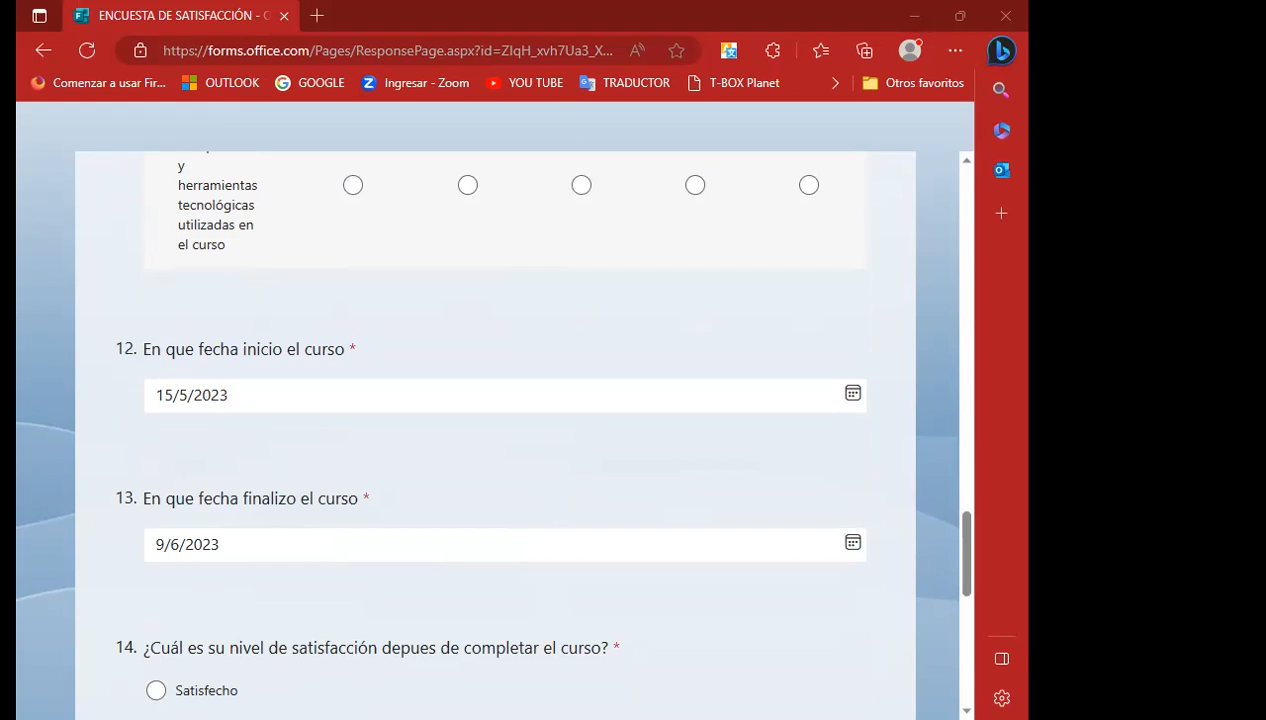 ENCUESTA DE SATISFACCIÓN -
https://forms.office.com/Pages/ResponsePage.aspx?id=ZIqH_xvh7Ua3_X...
Comenzar a usar Fir... OUTLOOK GOOGLE Ingresar - Zoom YOU TUBE TRADUCTOR T-BOX Planet Otros favoritos
y
herramientas
tecnológicas
utilizadas en
el curso
12. En que fecha inicio el curso *
15/5/2023
13. En que fecha finalizo el curso *
9/6/2023
14. ¿Cuál es su nivel de satisfacción depues de completar el curso? *
Satisfecho